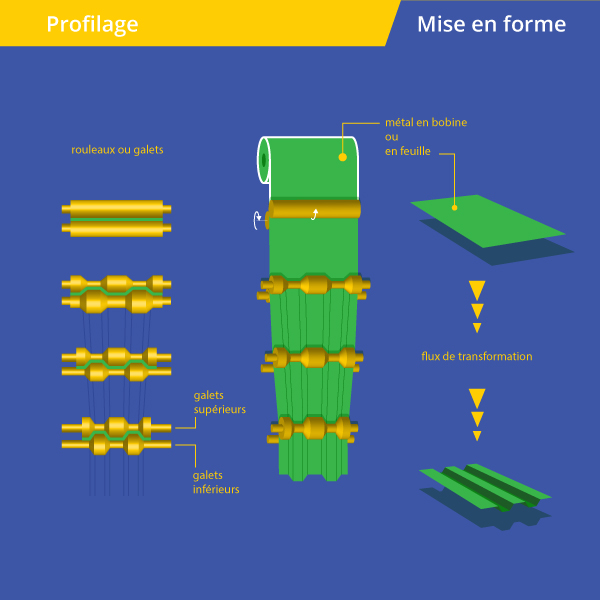 Profilage
Mise en forme
métal en bobine
ou
en feuille
rouleaux ou galets
flux de transformation
galets
supérieurs
galets
inférieurs